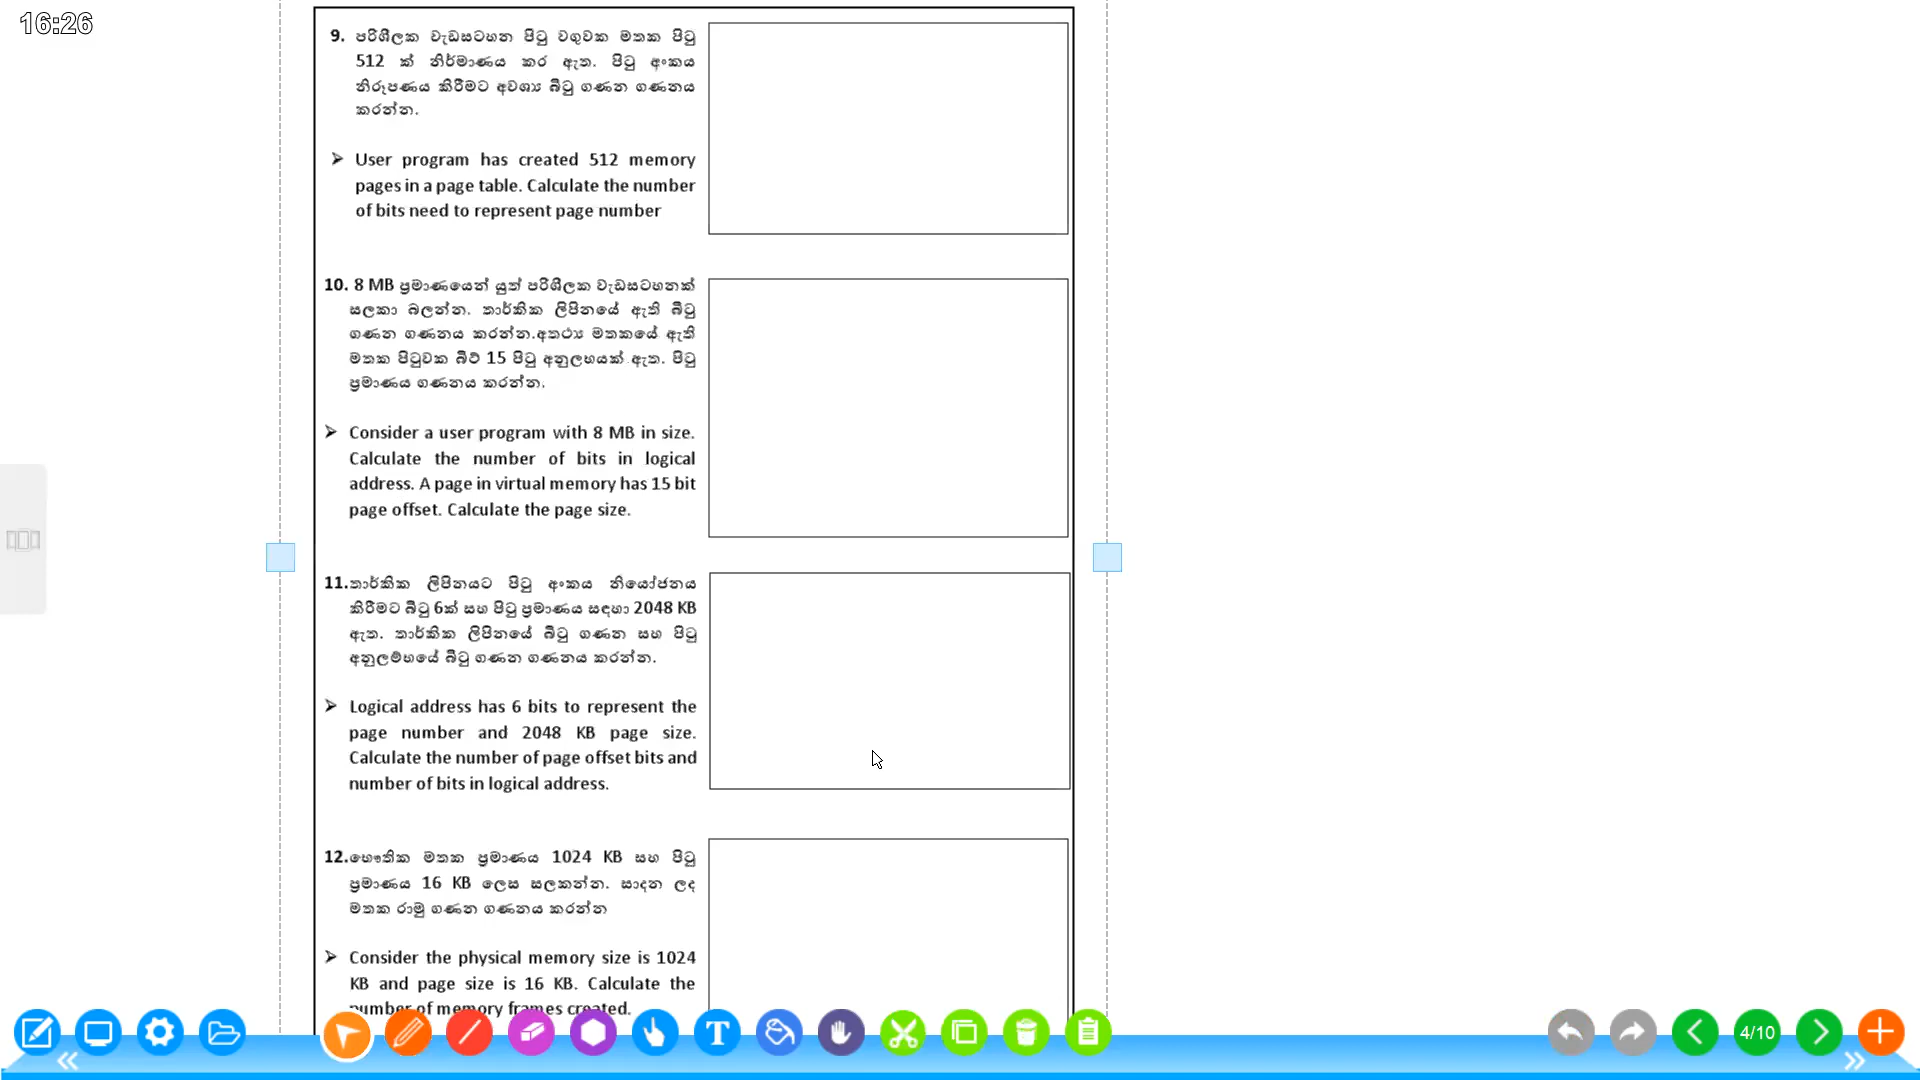 16:26
9. පරිශීලක වැඩසටහන පිටු වගුවක මතක පිටු
512 ක් නිර්මාණය කර ඇත. පිටු අංකය
නිරූපණය කිරීමට අවශ්‍ය බිටු ගණන ගණනය
කරන්න.
➢ User program has created 512 memory
pages in a page table. Calculate the number
of bits need to represent page number
10. 8 MB ප්‍රමාණයෙන් යුත් පරිශීලක වැඩසටහනක්
සලකා බලන්න. තාර්කික ලිපිනයේ ඇති බිටු
ගණන ගණනය කරන්න.අතථ්‍ය මතකයේ ඇති
මතක පිටුවක බිට් 15 පිටු අනුලභයක් ඇත. පිටු
ප්‍රමාණය ගණනය කරන්න.
➢ Consider a user program with 8 MB in size.
Calculate the number of bits in logical
address. A page in virtual memory has 15 bit
page offset. Calculate the page size.
11.තාර්කික ලිපිනයට පිටු අංකය නියෝජනය
කිරීමට බිටු 6ක් සහ පිටු ප්‍රමාණය සඳහා 2048 KB
ඇත. තාර්කික ලිපිනයේ බිටු ගණන සහ පිටු
අනුලම්භයේ බිටු ගණන ගණනය කරන්න.
➢ Logical address has 6 bits to represent the
page number and 2048 KB page size.
Calculate the number of page offset bits and
number of bits in logical address.
12.භෞතික මතක ප්‍රමාණය 1024 KB සහ පිටු
ප්‍රමාණය 16 KB ලෙස සලකන්න. සාදන ලද
මතක රාමු ගණන ගණනය කරන්න
➢ Consider the physical memory size is 1024
KB and page size is 16 KB. Calculate the
number of memory frames created.
T
4/10